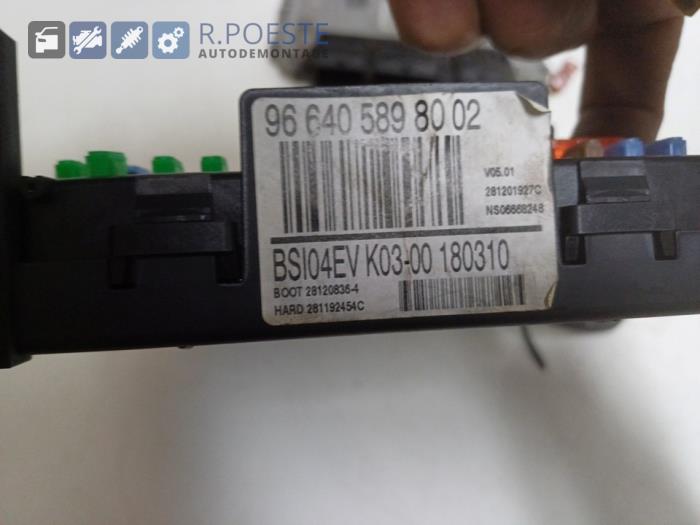 R.POESTE
AUTODEMONTAGE
96 640 589 80 02
V05.01
281201927C
NS06668248
BSI04EV K03-00 180310
BOOT 28120836-4
HARD 281192454C